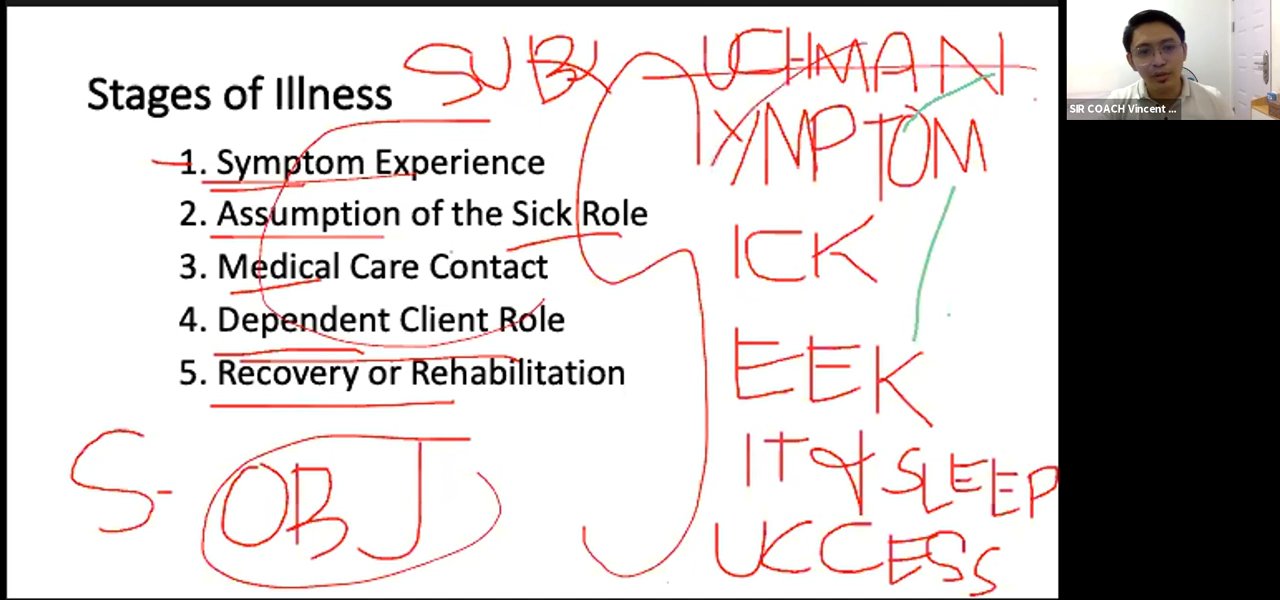 SUBJ UCHMAN
SIR COACH Vincent ...
Stages of Illness
YMPTOM
1. Symptom Experience
2. Assumption of the Sick Role
ICK
3. Medical Care Contact
4. Dependent Client Role
EEK
5. Recovery or Rehabilitation
S- OBJ
IT & SLEEP
UCCESS